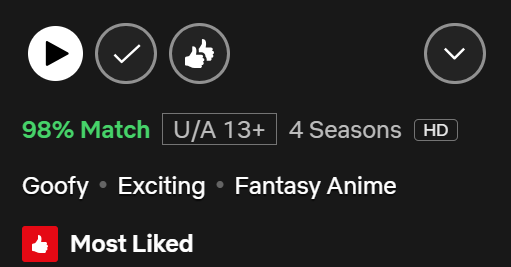 98% Match U/A 13+ 4 Seasons HD
Goofy • Exciting • Fantasy Anime
Most Liked